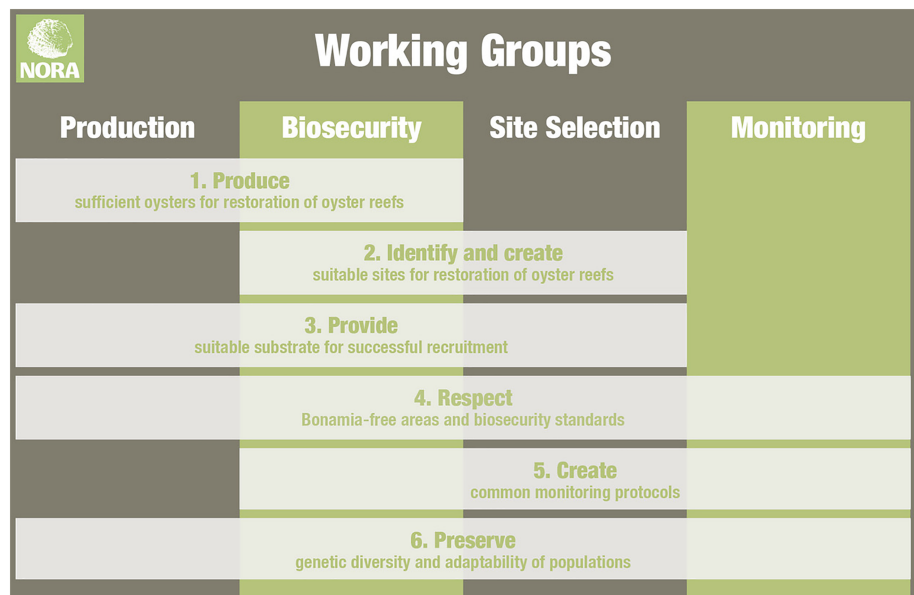 NORA
Working Groups
Production Biosecurity Site Selection Monitoring
1. Produce
sufficient oysters for restoration of oyster reefs
2. Identify and create
suitable sites for restoration of oyster reefs
3. Provide
suitable substrate for successful recruitment
4. Respect
Bonamia-free areas and biosecurity standards
5. Create
common monitoring protocols
6. Preserve
genetic diversity and adaptability of populations